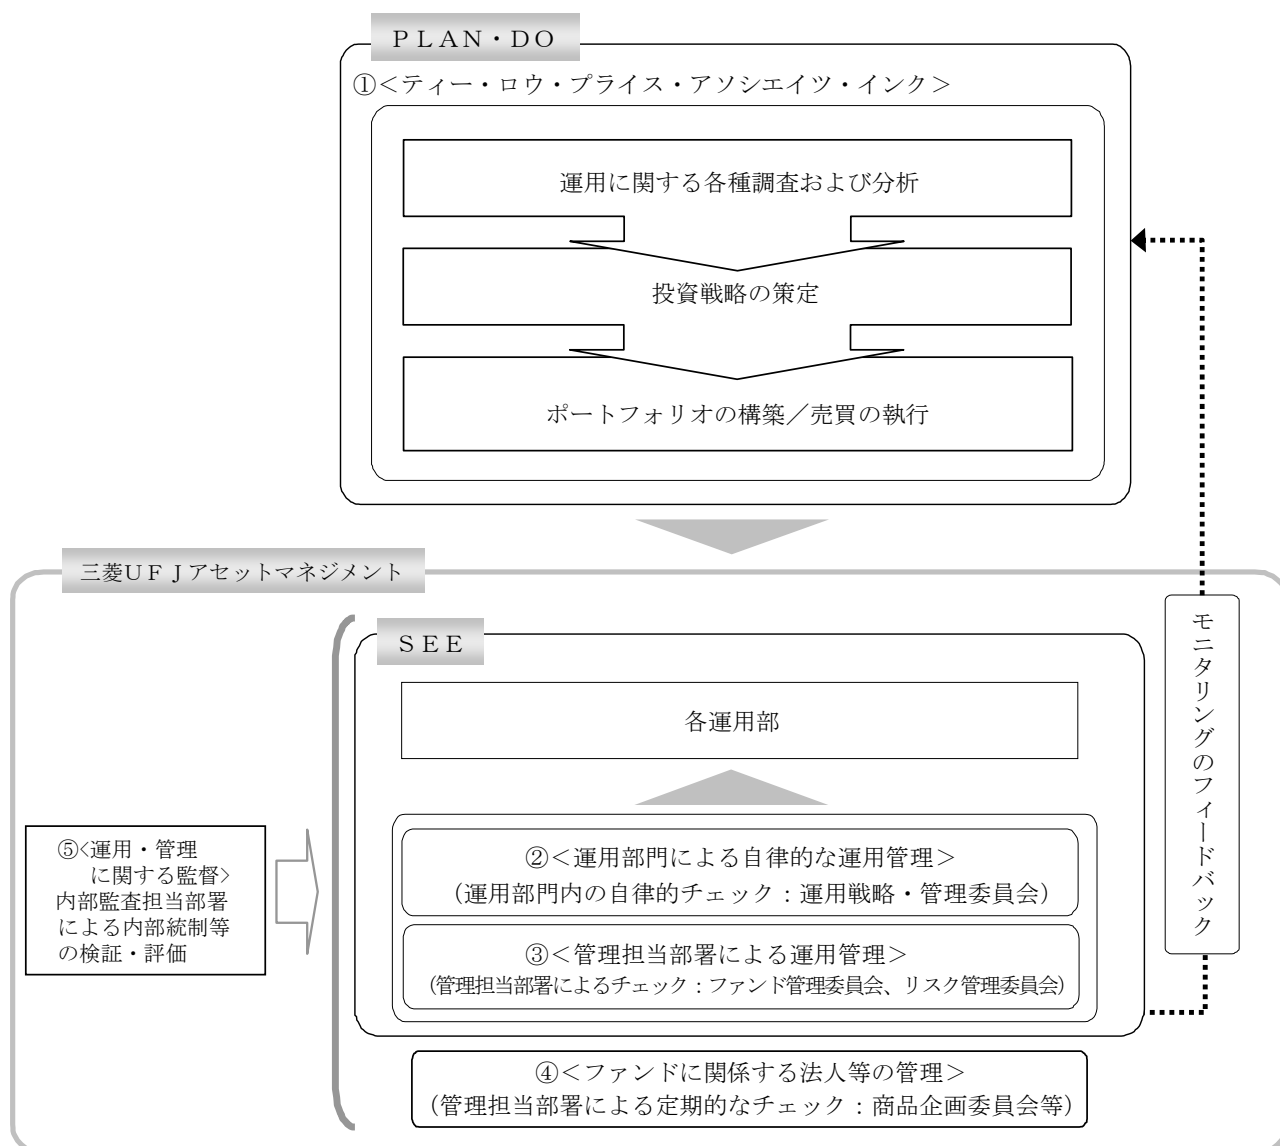 ＰＬＡＮ・ＤＯ
①＜ティー・ロウ・プライス・アソシエイツ・インク＞
運用に関する各種調査および分析
投資戦略の策定
ポートフォリオの構築／売買の執行
三菱ＵＦＪアセットマネジメント
ＳＥＥ
各運用部
②＜運用部門による自律的な運用管理＞
（運用部門内の自律的チェック：運用戦略・管理委員会）
③＜管理担当部署による運用管理＞
（管理担当部署によるチェック：ファンド管理委員会、リスク管理委員会）
④＜ファンドに関係する法人等の管理＞
（管理担当部署による定期的なチェック：商品企画委員会等）
⑤<運用・管理
に関する監督>
内部監査担当部署
による内部統制等
の検証・評価
モニタリングのフィードバック